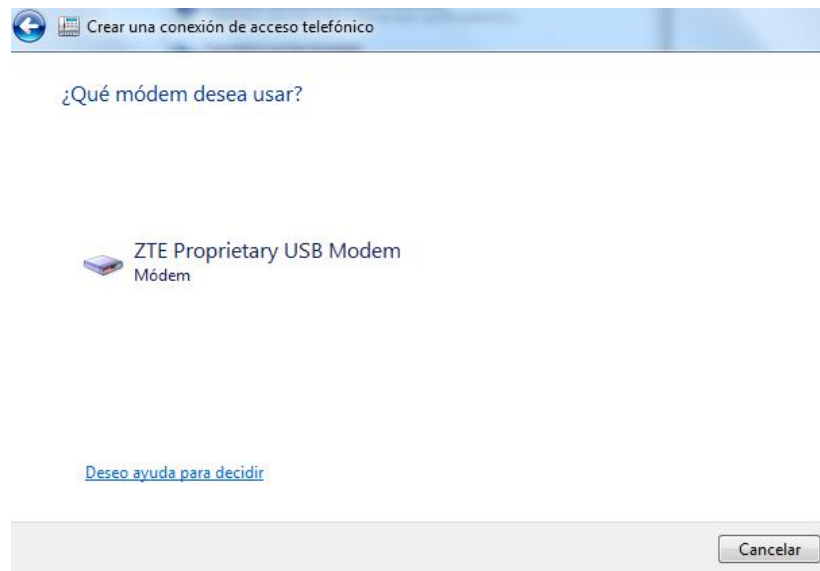 Crear una conexión de acceso telefónico
¿Qué módem desea usar?
ZTE Proprietary USB Modem
Módem
Deseo ayuda para decidir
Cancelar